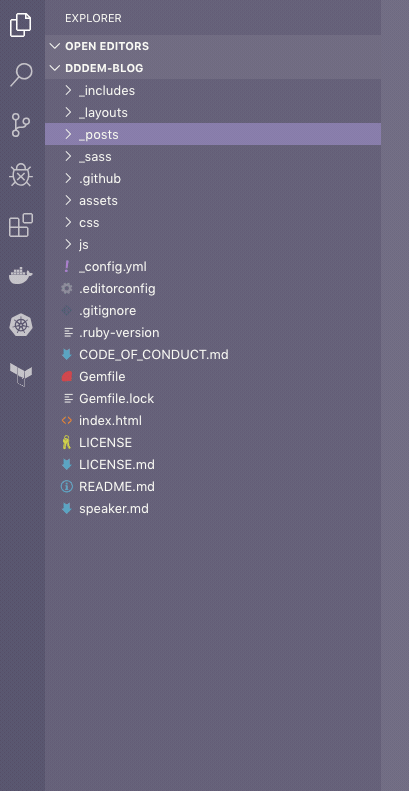 EXPLORER
OPEN EDITORS
DDDEM-BLOG
_includes
_layouts
_posts
_sass
.github
assets
css
js
_config.yml
.editorconfig
.gitignore
.ruby-version
CODE_OF_CONDUCT.md
Gemfile
Gemfile.lock
index.html
LICENSE
LICENSE.md
README.md
speaker.md